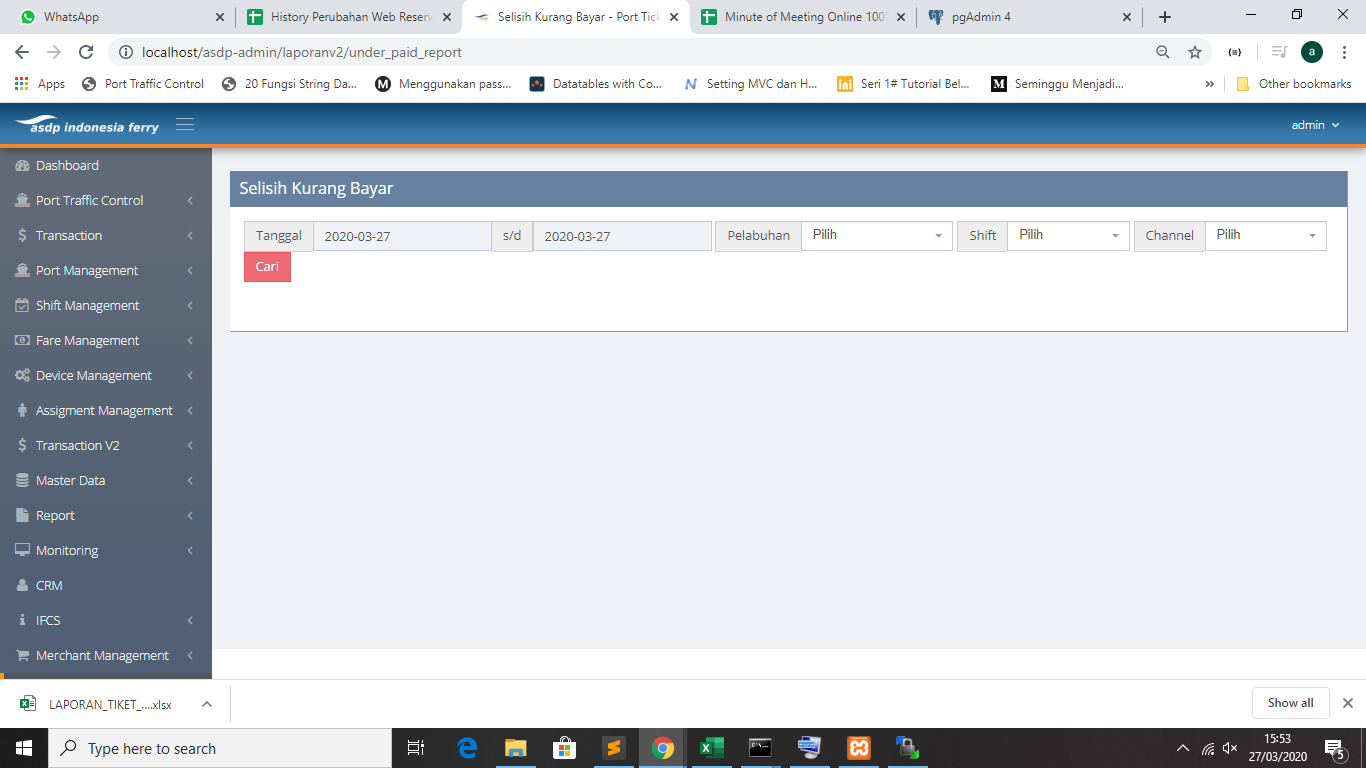 WhatsApp
History Perubahan Web Reserv
Selisih Kurang Bayar - Port Tick
Minute of Meeting Online 100%
pgAdmin 4
localhost/asdp-admin/laporanv2/under_paid_report
a
Apps
Port Traffic Control
20 Fungsi String Da...
Menggunakan pass...
Datatables with Co...
Setting MVC dan H...
Seri 1# Tutorial Bel...
Seminggu Menjadi...
»
Other bookmarks
asdp indonesia ferry
admin
Dashboard
Port Traffic Control
Transaction
Port Management
Shift Management
Fare Management
Device Management
Assigment Management
Transaction V2
Master Data
Report
Monitoring
CRM
IFCS
Merchant Management
Selisih Kurang Bayar
Tanggal 2020-03-27 s/d 2020-03-27 Pelabuhan Pilih Shift Pilih Channel Pilih
Cari
LAPORAN_TIKET_....xlsx
Show all
Type here to search
15:53
27/03/2020
5